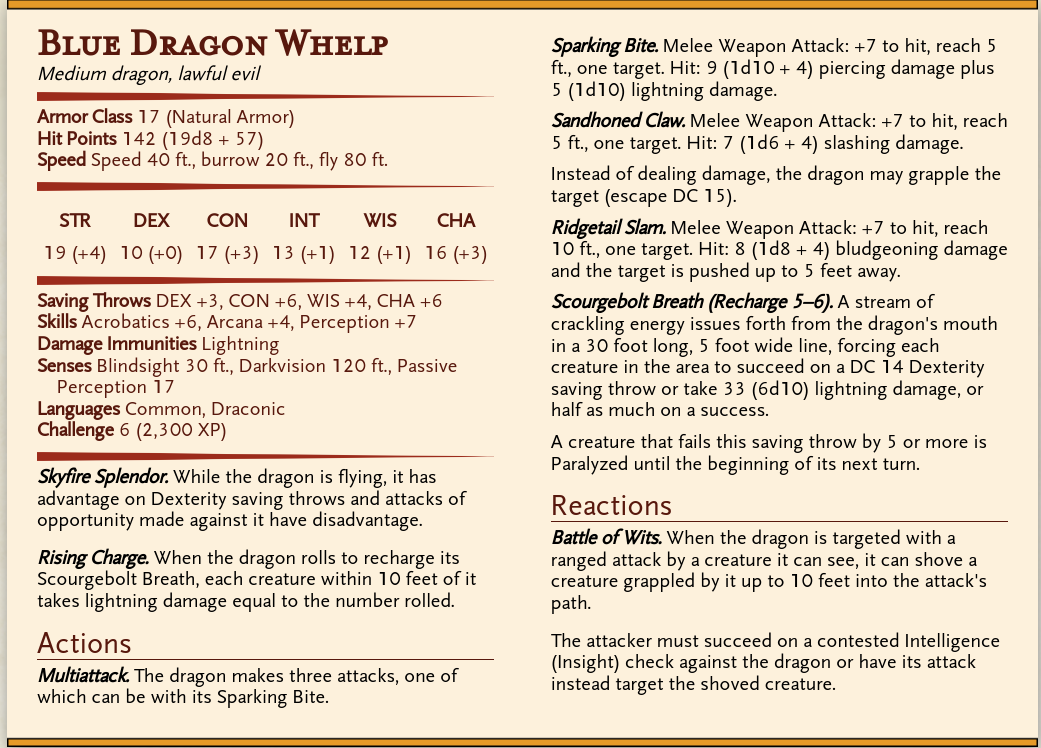 Blue Dragon Whelp
Medium dragon, lawful evil
Armor Class 17 (Natural Armor)
Hit Points 142 (19d8 + 57)
Speed Speed 40 ft., burrow 20 ft., fly 80 ft.
STR DEX CON INT WIS CHA
19 (+4) 10 (+0) 17 (+3) 13 (+1) 12 (+1) 16 (+3)
Saving Throws DEX +3, CON +6, WIS +4, CHA +6
Skills Acrobatics +6, Arcana +4, Perception +7
Damage Immunities Lightning
Senses Blindsight 30 ft., Darkvision 120 ft., Passive
Perception 17
Languages Common, Draconic
Challenge 6 (2,300 XP)
Skyfire Splendor. While the dragon is flying, it has
advantage on Dexterity saving throws and attacks of
opportunity made against it have disadvantage.
Rising Charge. When the dragon rolls to recharge its
Scourgebolt Breath, each creature within 10 feet of it
takes lightning damage equal to the number rolled.
Actions
Multiattack. The dragon makes three attacks, one of
which can be with its Sparking Bite.
Sparking Bite. Melee Weapon Attack: +7 to hit, reach 5
ft., one target. Hit: 9 (1d10 + 4) piercing damage plus
5 (1d10) lightning damage.
Sandhoned Claw. Melee Weapon Attack: +7 to hit, reach
5 ft., one target. Hit: 7 (1d6 + 4) slashing damage.
Instead of dealing damage, the dragon may grapple the
target (escape DC 15).
Ridgetail Slam. Melee Weapon Attack: +7 to hit, reach
10 ft., one target. Hit: 8 (1d8 + 4) bludgeoning damage
and the target is pushed up to 5 feet away.
Scourgebolt Breath (Recharge 5–6). A stream of
crackling energy issues forth from the dragon's mouth
in a 30 foot long, 5 foot wide line, forcing each
creature in the area to succeed on a DC 14 Dexterity
saving throw or take 33 (6d10) lightning damage, or
half as much on a success.
A creature that fails this saving throw by 5 or more is
Paralyzed until the beginning of its next turn.
Reactions
Battle of Wits. When the dragon is targeted with a
ranged attack by a creature it can see, it can shove a
creature grappled by it up to 10 feet into the attack's
path.
The attacker must succeed on a contested Intelligence
(Insight) check against the dragon or have its attack
instead target the shoved creature.